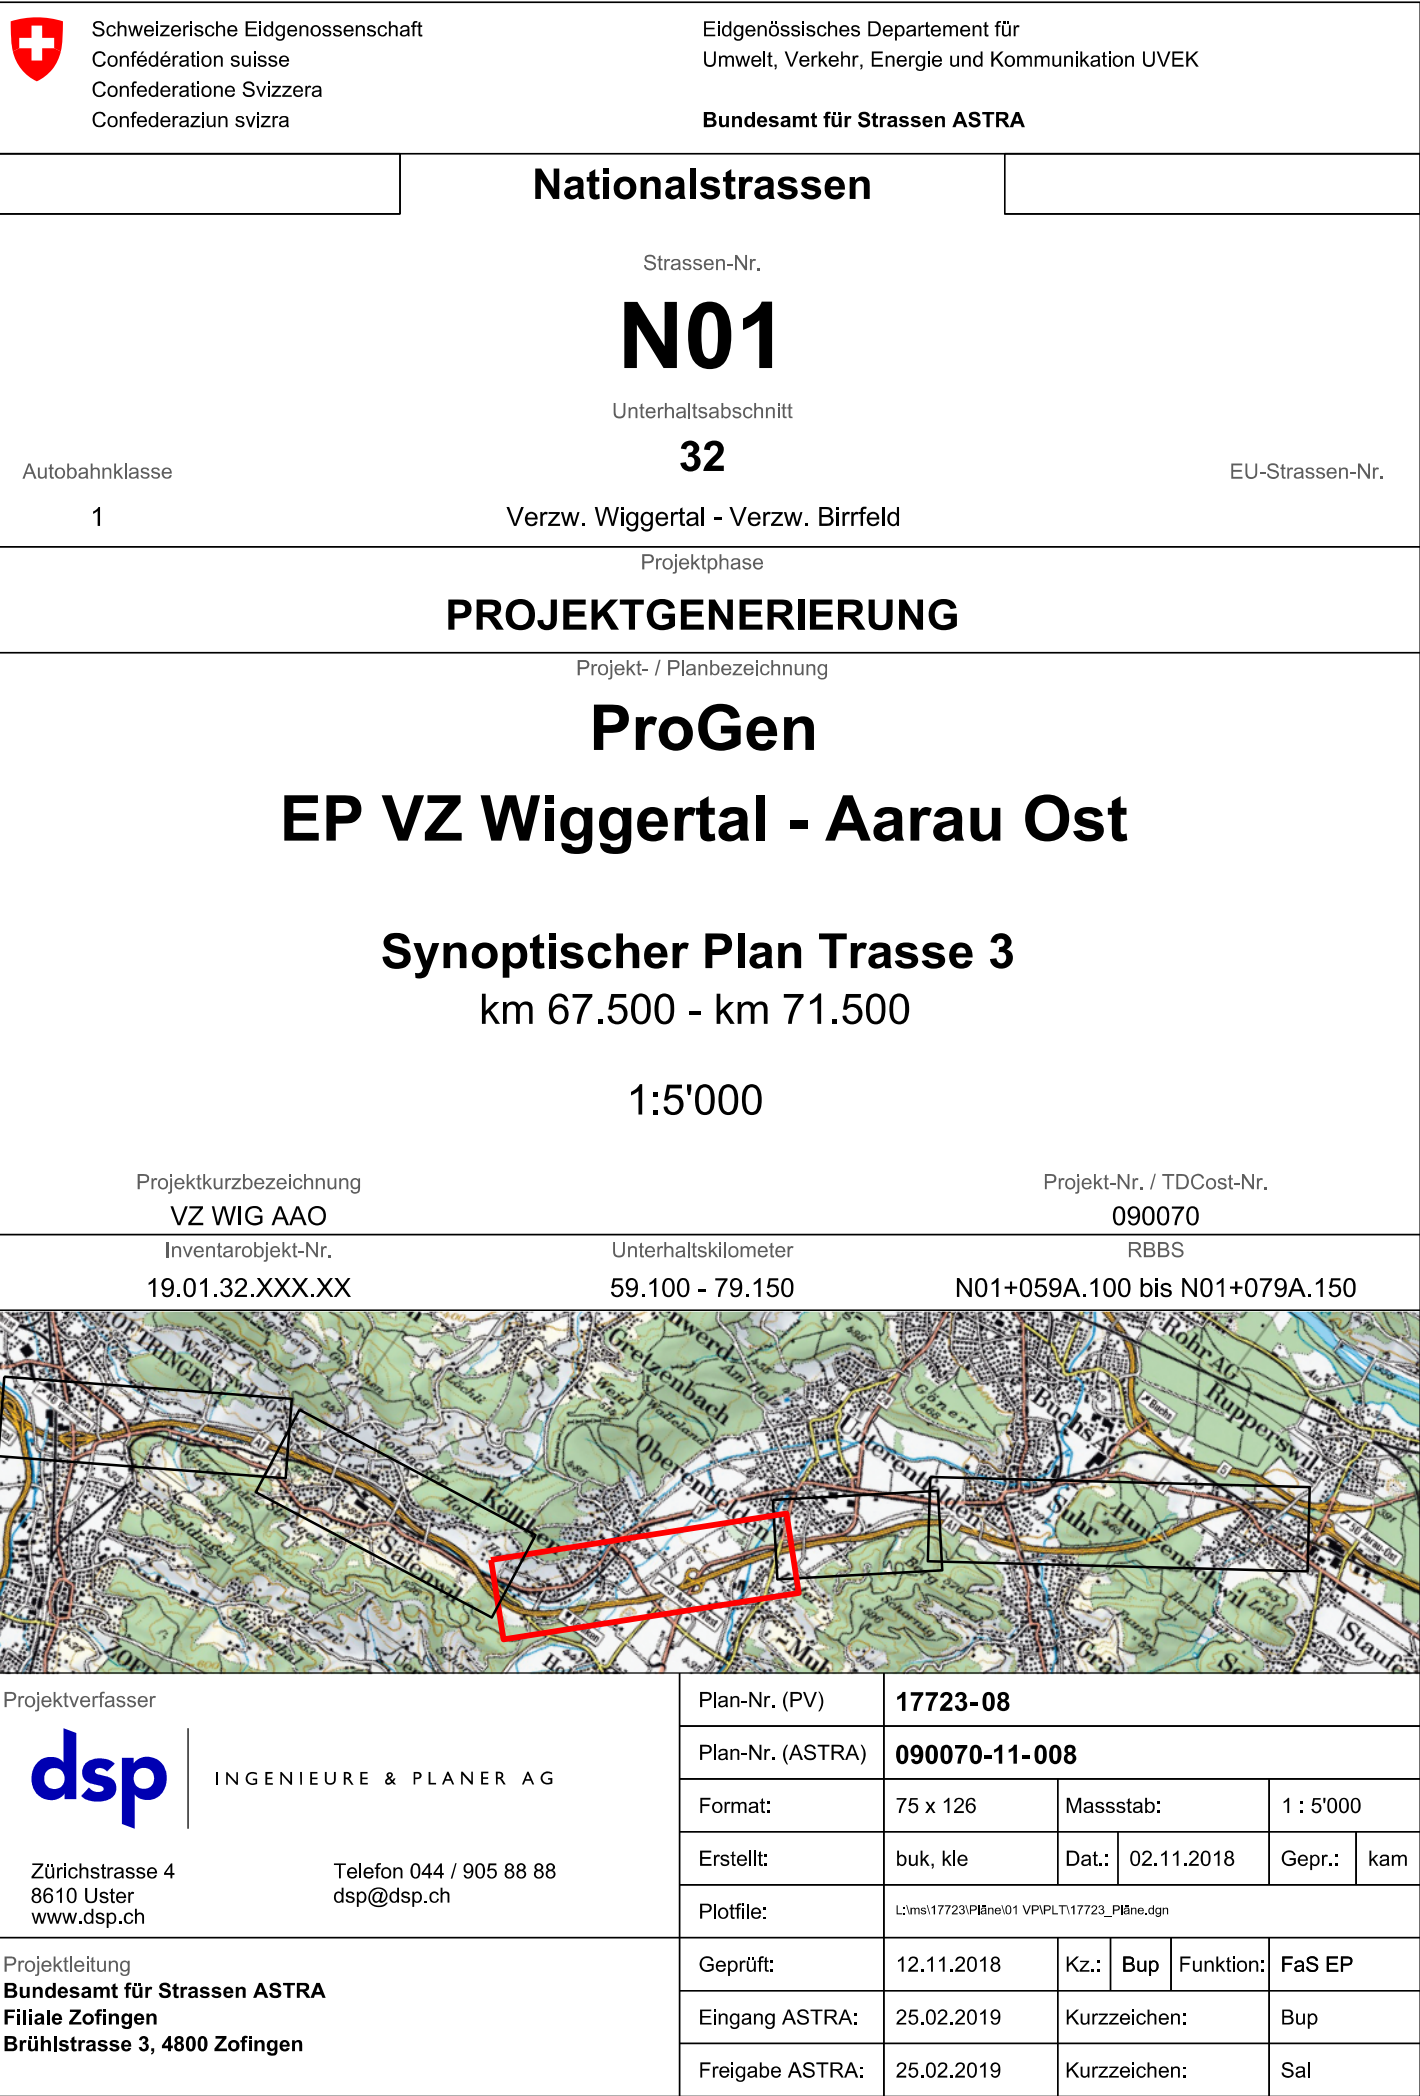 Schweizerische Eidgenossenschaft
Confédération suisse
Confederatione Svizzera
Confederaziun svizra
Eidgenössisches Departement für
Umwelt, Verkehr, Energie und Kommunikation UVEK
Bundesamt für Strassen ASTRA
Nationalstrassen
Strassen-Nr.
N01
Unterhaltsabschnitt
32
Autobahnklasse
EU-Strassen-Nr.
1
Verzw. Wiggertal - Verzw. Birrfeld
Projektphase
PROJEKTGENERIERUNG
Projekt- / Planbezeichnung
ProGen
EP VZ Wiggertal - Aarau Ost
Synoptischer Plan Trasse 3
km 67.500 - km 71.500
1:5'000
Projektkurzbezeichnung
Projekt-Nr. / TDCost-Nr.
VZ WIG AAO
090070
Inventarobjekt-Nr.
Unterhaltskilometer
RBBS
19.01.32.XXX.XX
59.100 - 79.150
N01+059A.100 bis N01+079A.150
Gretzenbach
Rohr AG
Buchs
Suhr
Safenwil
Projektverfasser
dsp
INGENIEURE & PLANER AG
Zürichstrasse 4
8610 Uster
www.dsp.ch
Telefon 044 / 905 88 88
dsp@dsp.ch
Projektleitung
Bundesamt für Strassen ASTRA
Filiale Zofingen
Brühlstrasse 3, 4800 Zofingen
Plan-Nr. (PV) 17723-08
Plan-Nr. (ASTRA) 090070-11-008
Format: 75 x 126 Massstab: 1 : 5'000
Erstellt: buk, kle Dat.: 02.11.2018 Gepr.: kam
Plotfile: L:\ms\17723\Pläne\01 VP\PLT\17723_Pläne.dgn
Geprüft: 12.11.2018 Kz.: Bup Funktion: FaS EP
Eingang ASTRA: 25.02.2019 Kurzzeichen: Bup
Freigabe ASTRA: 25.02.2019 Kurzzeichen: Sal